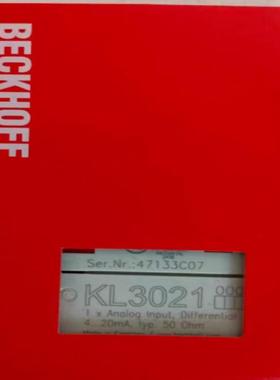 BECKHOFF
Ser.Nr.: 47133C07
KL3021
1 x Analog Input, Differential
4...20mA, typ. 50 Ohm